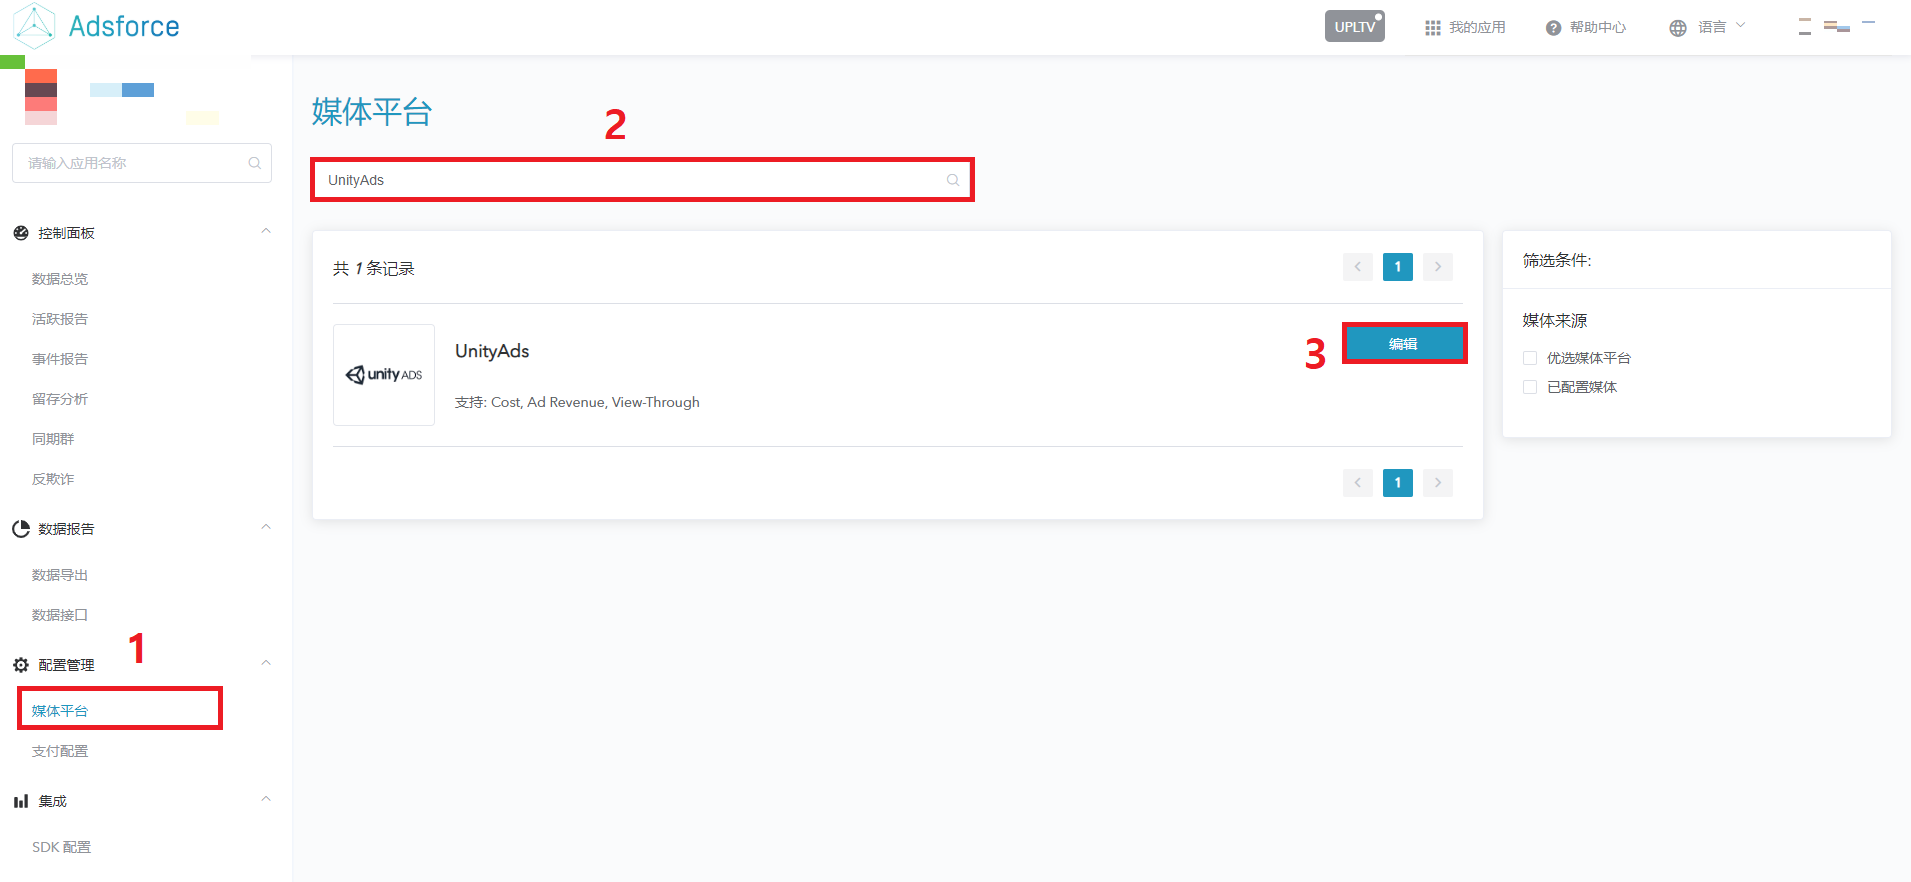 Adsforce
UPLTV
我的应用
帮助中心
语言
请输入应用名称
控制面板
数据总览
活跃报告
事件报告
留存分析
同期群
反欺诈
数据报告
数据导出
数据接口
1
配置管理
媒体平台
支付配置
集成
SDK 配置
媒体平台
2
UnityAds
共 1 条记录
1
unity ADS
UnityAds
支持: Cost, Ad Revenue, View-Through
3
编辑
1
筛选条件:
媒体来源
优选媒体平台
已配置媒体